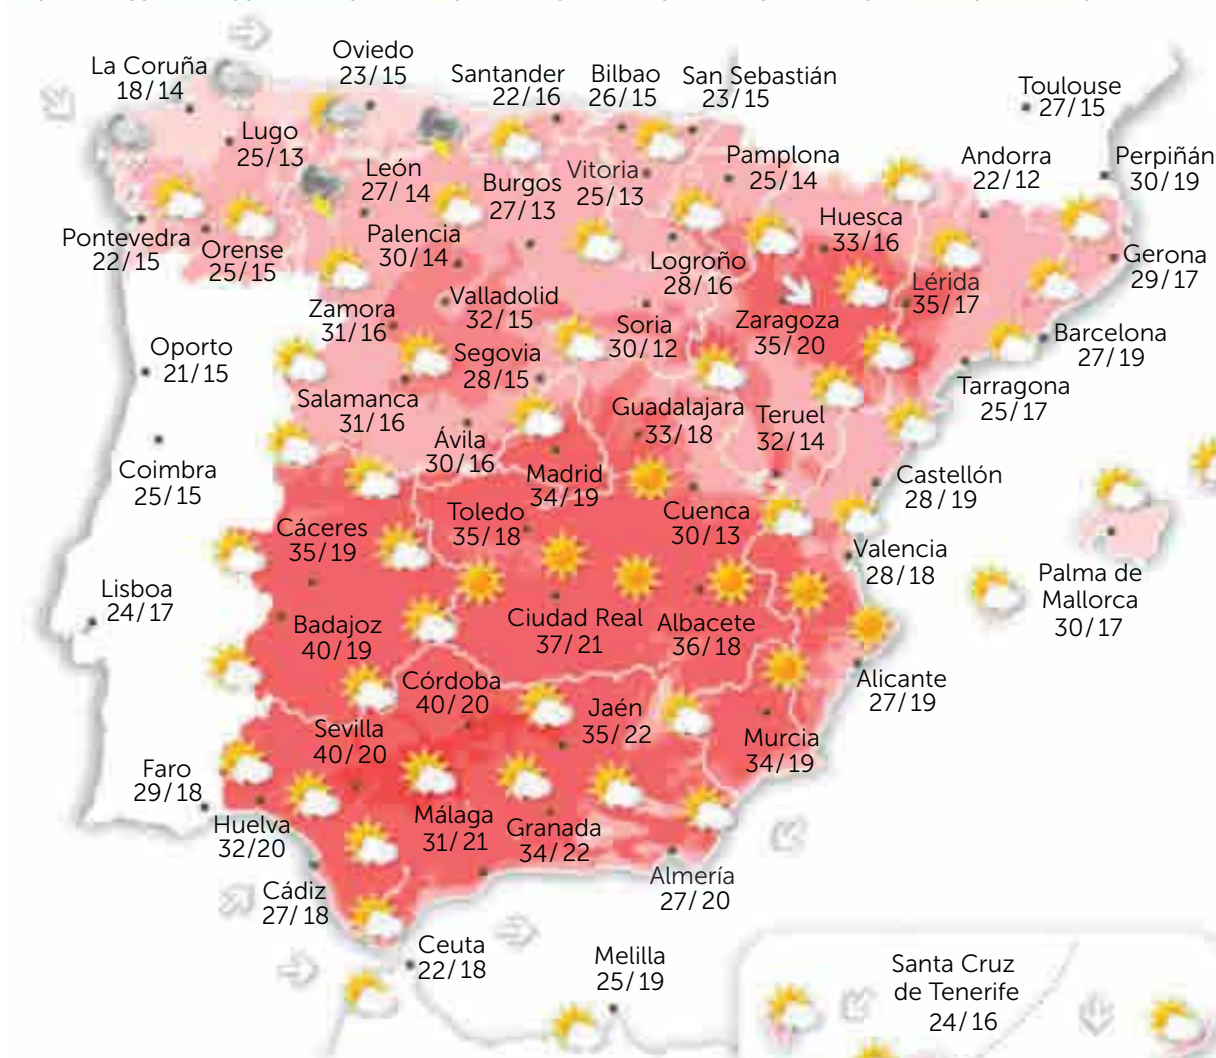 La Coruña
18/14
Oviedo
23/15
Santander
22/16
Bilbao
26/15
San Sebastián
23/15
Toulouse
27/15
Lugo
25/13
León
27/14
Burgos
27/13
Vitoria
25/13
Pamplona
25/14
Andorra
22/12
Perpiñán
30/19
Pontevedra
22/15
Orense
25/15
Palencia
30/14
Logroño
28/16
Huesca
33/16
Lérida
35/17
Gerona
29/17
Zamora
31/16
Valladolid
32/15
Soria
30/12
Zaragoza
35/20
Barcelona
27/19
Oporto
21/15
Segovia
28/15
Tarragona
25/17
Salamanca
31/16
Ávila
30/16
Guadalajara
33/18
Teruel
32/14
Coimbra
25/15
Madrid
34/19
Castellón
28/19
Cáceres
35/19
Toledo
35/18
Cuenca
30/13
Valencia
28/18
Palma de
Mallorca
30/17
Lisboa
24/17
Badajoz
40/19
Ciudad Real
37/21
Albacete
36/18
Alicante
27/19
Córdoba
40/20
Jaén
35/22
Sevilla
40/20
Murcia
34/19
Faro
29/18
Huelva
32/20
Málaga
31/21
Granada
34/22
Almería
27/20
Cádiz
27/18
Ceuta
22/18
Melilla
25/19
Santa Cruz
de Tenerife
24/16